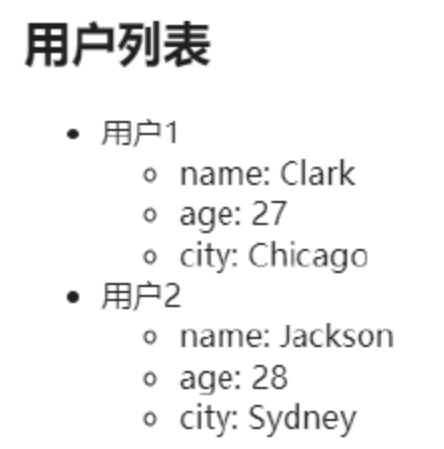 用户列表
用户1
name: Clark
age: 27
city: Chicago
用户2
name: Jackson
age: 28
city: Sydney